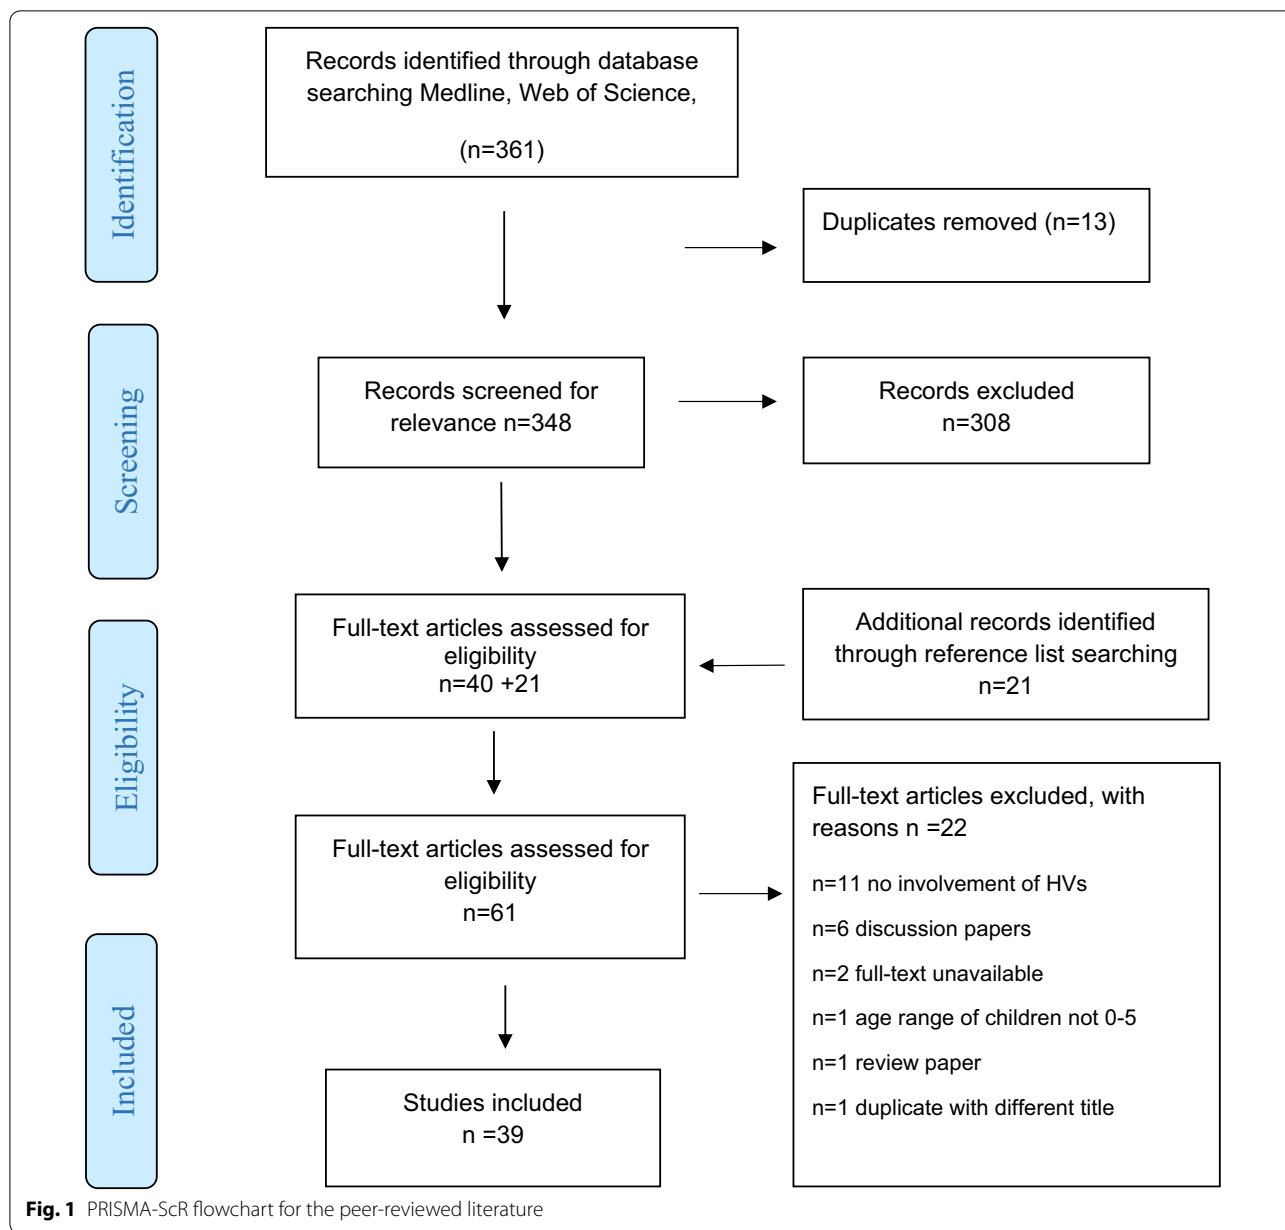 Identification
Records identified through database
searching Medline, Web of Science,
(n=361)
Duplicates removed (n=13)
Screening
Records screened for
relevance n=348
Records excluded
n=308
Eligibility
Full-text articles assessed for
eligibility
n=40 +21
Additional records identified
through reference list searching
n=21
Full-text articles assessed for
eligibility
n=61
Full-text articles excluded, with
reasons n =22
n=11 no involvement of HVs
n=6 discussion papers
n=2 full-text unavailable
n=1 age range of children not 0-5
n=1 review paper
n=1 duplicate with different title
Included
Studies included
n =39
Fig. 1 PRISMA-ScR flowchart for the peer-reviewed literature